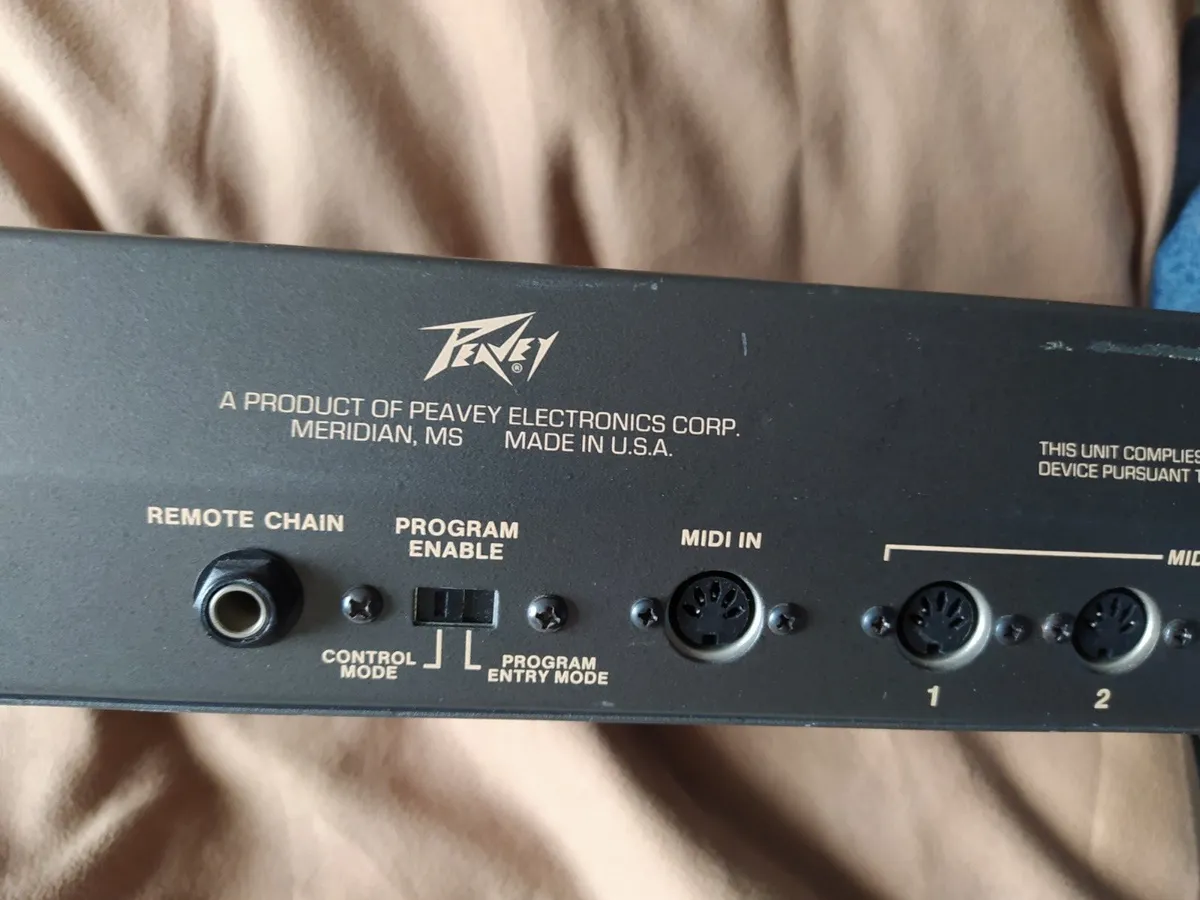 PEAVEY®
A PRODUCT OF PEAVEY ELECTRONICS CORP.
MERIDIAN, MS MADE IN U.S.A.
THIS UNIT COMPLIES
DEVICE PURSUANT
REMOTE CHAIN
PROGRAM
ENABLE
MIDI IN
CONTROL
MODE
PROGRAM
ENTRY MODE
1
2